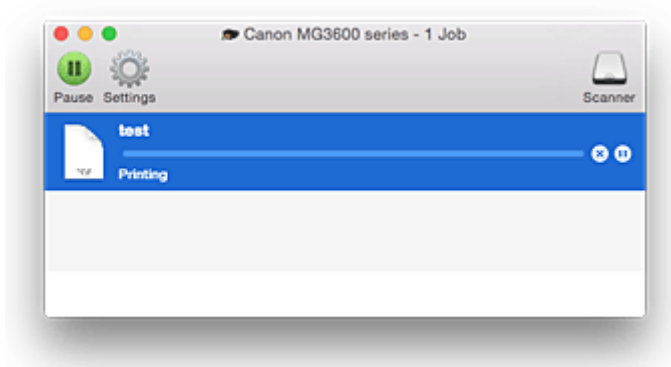 Canon MG3600 series - 1 Job
Pause Settings
Scanner
test
Printing